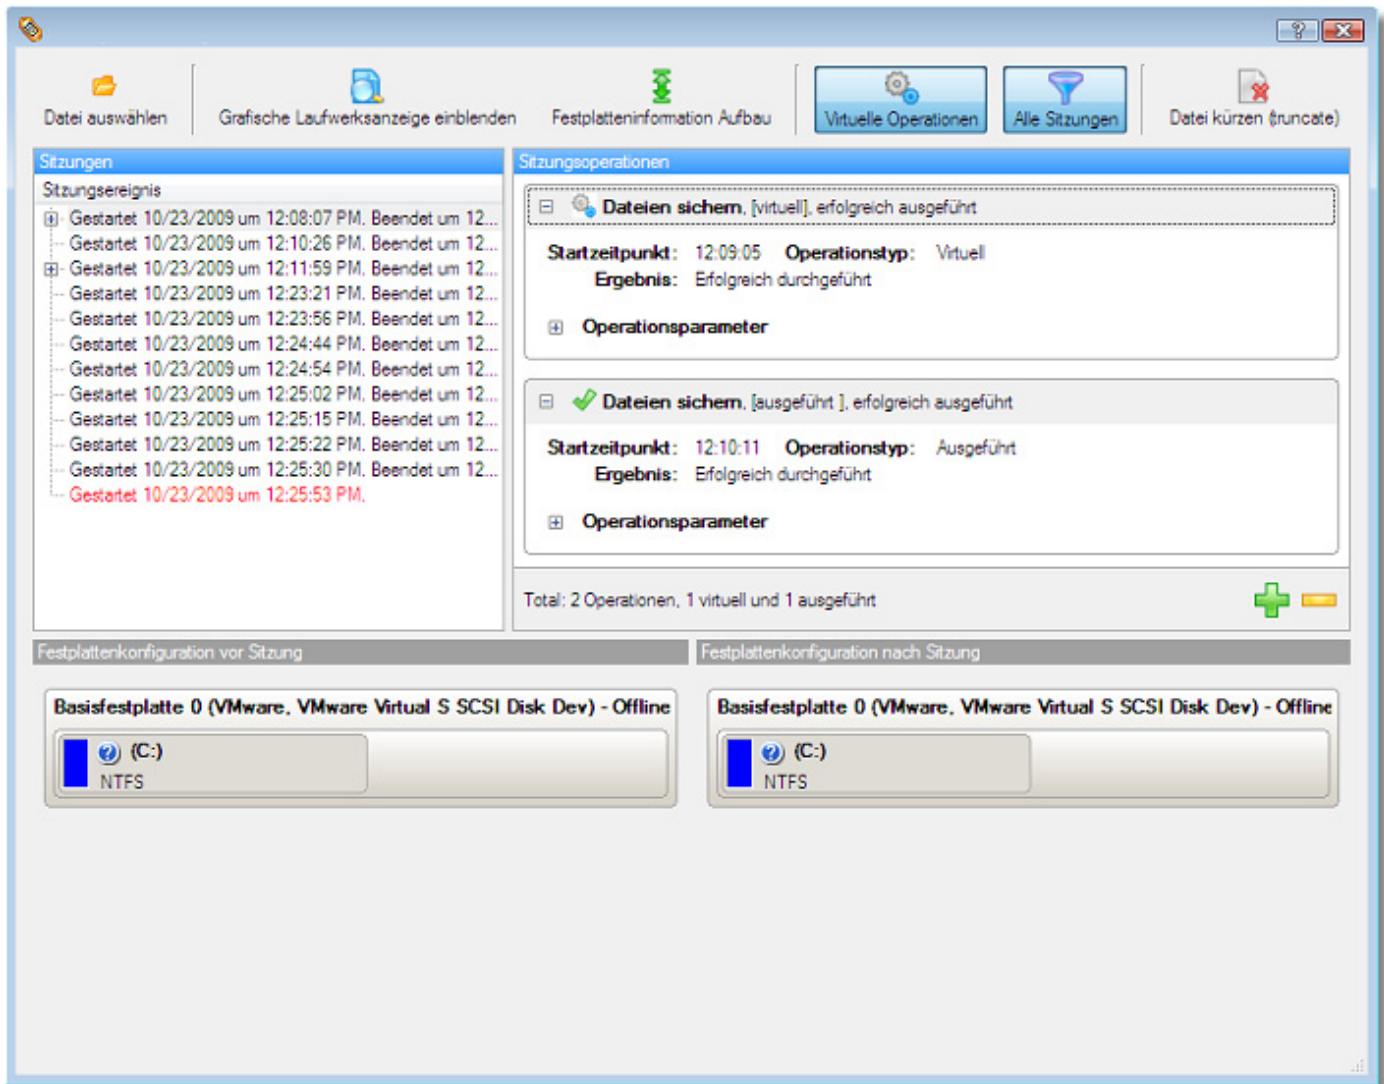 Datei auswählen
Grafische Laufwerksanzeige einblenden
Festplatteninformation Aufbau
Virtuelle Operationen
Alle Sitzungen
Datei kürzen (truncate)
Sitzungen
Sitzungsereignis
Gestartet 10/23/2009 um 12:08:07 PM. Beendet um 12...
Gestartet 10/23/2009 um 12:10:26 PM. Beendet um 12...
Gestartet 10/23/2009 um 12:11:59 PM. Beendet um 12...
Gestartet 10/23/2009 um 12:23:21 PM. Beendet um 12...
Gestartet 10/23/2009 um 12:23:56 PM. Beendet um 12...
Gestartet 10/23/2009 um 12:24:44 PM. Beendet um 12...
Gestartet 10/23/2009 um 12:24:54 PM. Beendet um 12...
Gestartet 10/23/2009 um 12:25:02 PM. Beendet um 12...
Gestartet 10/23/2009 um 12:25:15 PM. Beendet um 12...
Gestartet 10/23/2009 um 12:25:22 PM. Beendet um 12...
Gestartet 10/23/2009 um 12:25:30 PM. Beendet um 12...
Gestartet 10/23/2009 um 12:25:53 PM.
Sitzungsoperationen
Dateien sichern, [virtuell], erfolgreich ausgeführt
Startzeitpunkt: 12:09:05 Operationstyp: Virtuell
Ergebnis: Erfolgreich durchgeführt
Operationsparameter
Dateien sichern, [ausgeführt ], erfolgreich ausgeführt
Startzeitpunkt: 12:10:11 Operationstyp: Ausgeführt
Ergebnis: Erfolgreich durchgeführt
Operationsparameter
Total: 2 Operationen, 1 virtuell und 1 ausgeführt
Festplattenkonfiguration vor Sitzung
Basisfestplatte 0 (VMware, VMware Virtual S SCSI Disk Dev) - Offline
(C:)
NTFS
Festplattenkonfiguration nach Sitzung
Basisfestplatte 0 (VMware, VMware Virtual S SCSI Disk Dev) - Offline
(C:)
NTFS